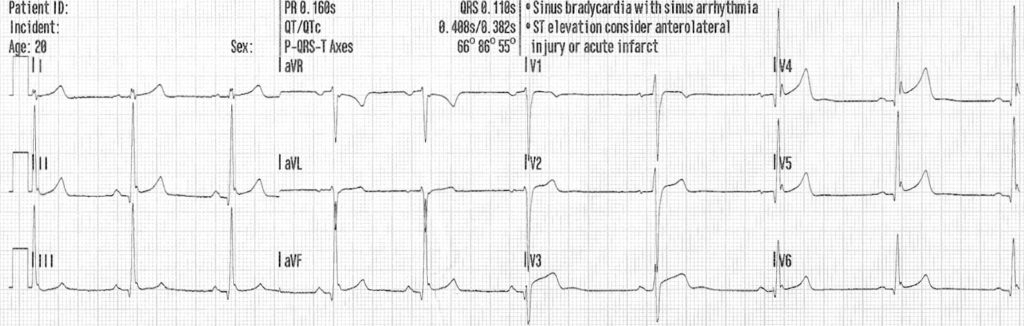 Patient ID:
Incident:
Age: 20 Sex:
PR 0.160s QRS 0.110s
QT/QTc 0.408s/0.382s
P-QRS-T Axes 66° 86° 55°
• Sinus bradycardia with sinus arrhythmia
• ST elevation consider anterolateral
injury or acute infarct
I aVR V1 V4
II aVL V2 V5
III aVF V3 V6